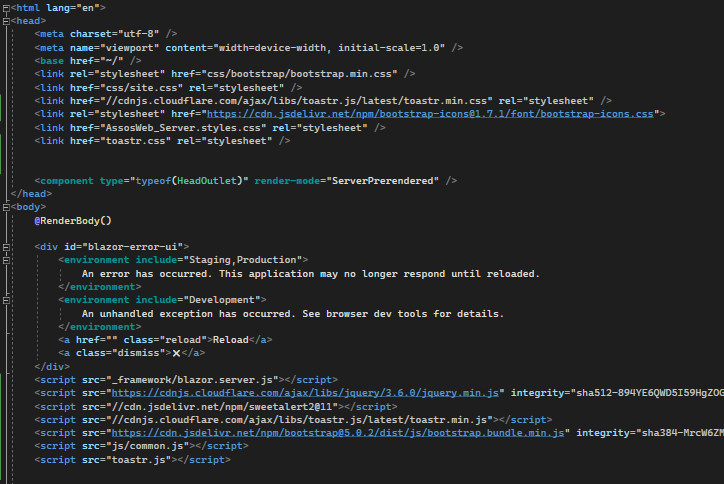 <html lang="en">
<head>
<meta charset="utf-8" />
<meta name="viewport" content="width=device-width, initial-scale=1.0" />
<base href="~/" />
<link rel="stylesheet" href="css/bootstrap/bootstrap.min.css" />
<link href="css/site.css" rel="stylesheet" />
<link href="//cdnjs.cloudflare.com/ajax/libs/toastr.js/latest/toastr.min.css" rel="stylesheet" />
<link rel="stylesheet" href="https://cdn.jsdelivr.net/npm/bootstrap-icons@1.7.1/font/bootstrap-icons.css">
<link href="AssosWeb_Server.styles.css" rel="stylesheet" />
<link href="toastr.css" rel="stylesheet" />
<component type="typeof(HeadOutlet)" render-mode="ServerPrerendered" />
</head>
<body>
@RenderBody()
<div id="blazor-error-ui">
<environment include="Staging,Production">
An error has occurred. This application may no longer respond until reloaded.
</environment>
<environment include="Development">
An unhandled exception has occurred. See browser dev tools for details.
</environment>
<a href="" class="reload">Reload</a>
<a class="dismiss">🗙</a>
</div>
<script src="_framework/blazor.server.js"></script>
<script src="https://cdnjs.cloudflare.com/ajax/libs/jquery/3.6.0/jquery.min.js" integrity="sha512-894YE6QWD5I59HgZOG
<script src="//cdn.jsdelivr.net/npm/sweetalert2@11"></script>
<script src="//cdnjs.cloudflare.com/ajax/libs/toastr.js/latest/toastr.min.js"></script>
<script src="https://cdn.jsdelivr.net/npm/bootstrap@5.0.2/dist/js/bootstrap.bundle.min.js" integrity="sha384-MrcW6ZM
<script src="js/common.js"></script>
<script src="toastr.js"></script>